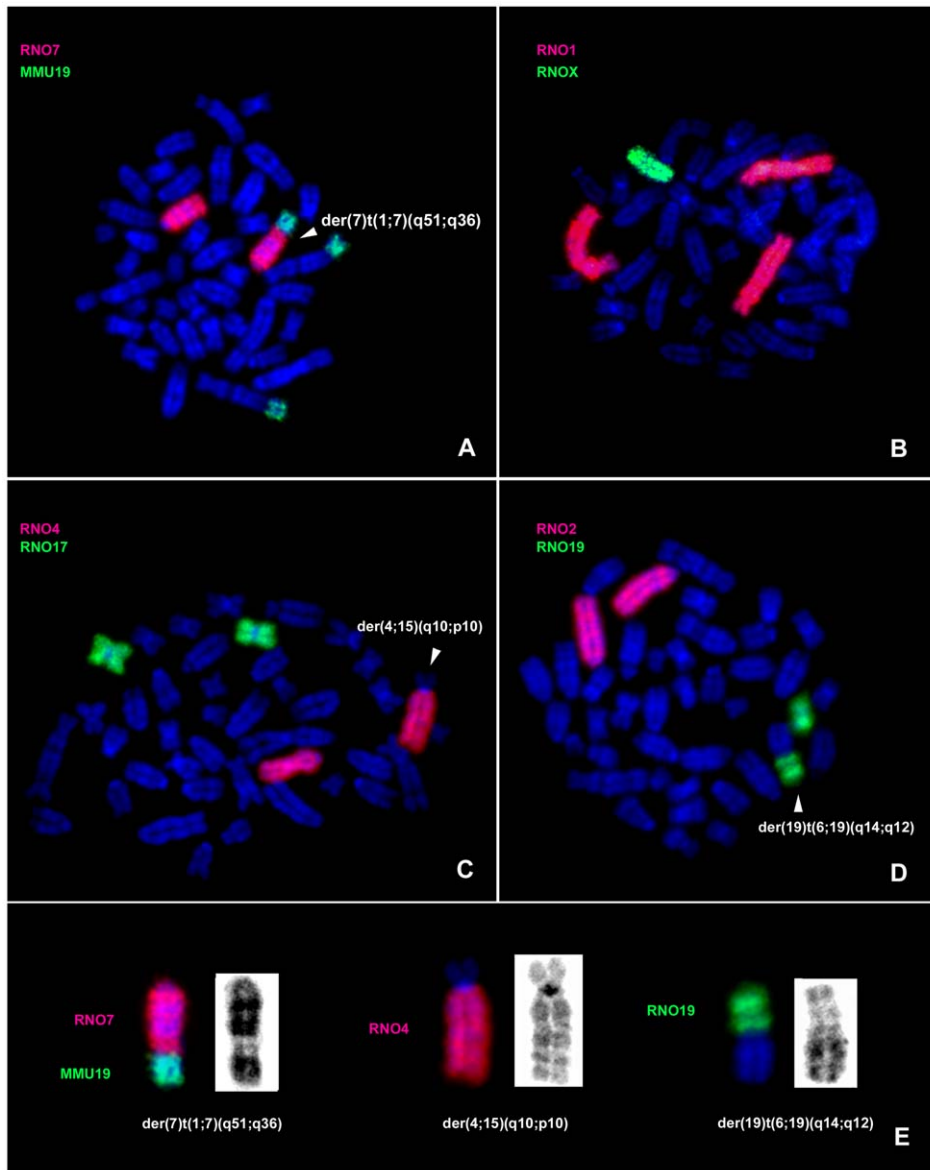 RNO7
MMU19
der(7)t(1;7)(q51;q36)
A
RNO1
RNOX
B
RNO4
RNO17
der(4;15)(q10;p10)
C
RNO2
RNO19
der(19)t(6;19)(q14;q12)
D
RNO7
MMU19
der(7)t(1;7)(q51;q36)
RNO4
der(4;15)(q10;p10)
RNO19
der(19)t(6;19)(q14;q12)
E